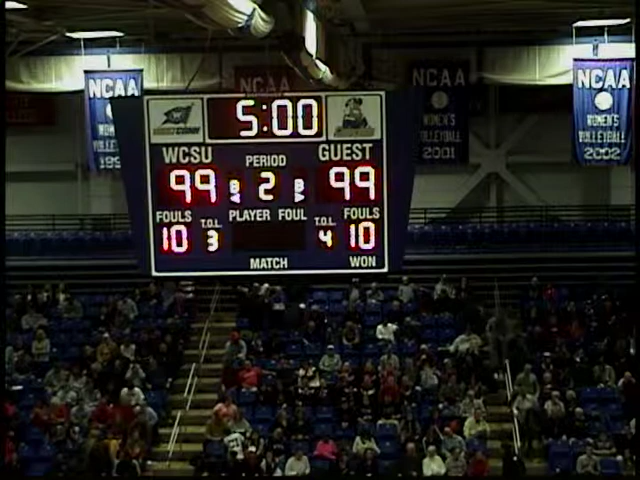 NCAA
NCAA
NCAA
NCAA
WOMEN'S
VOLLEYBALL
2001
WOMEN'S
VOLLEYBALL
2002
5:00
WCSU
PERIOD
GUEST
99
B
2
B
99
FOULS
T.O.L
PLAYER FOUL
T.O.L
FOULS
10
3
4
10
MATCH
WON